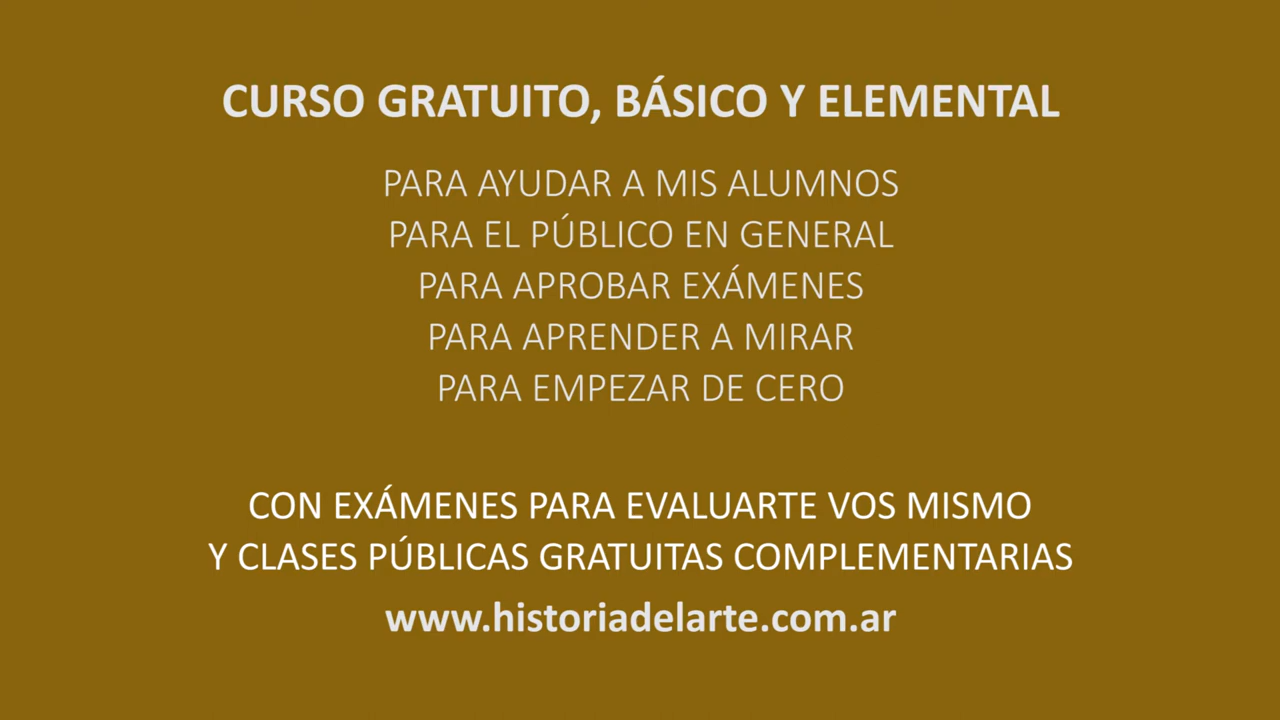 CURSO GRATUITO, BÁSICO Y ELEMENTAL
PARA AYUDAR A MIS ALUMNOS
PARA EL PÚBLICO EN GENERAL
PARA APROBAR EXÁMENES
PARA APRENDER A MIRAR
PARA EMPEZAR DE CERO
CON EXÁMENES PARA EVALUARTE VOS MISMO
Y CLASES PÚBLICAS GRATUITAS COMPLEMENTARIAS
www.historiadelarte.com.ar